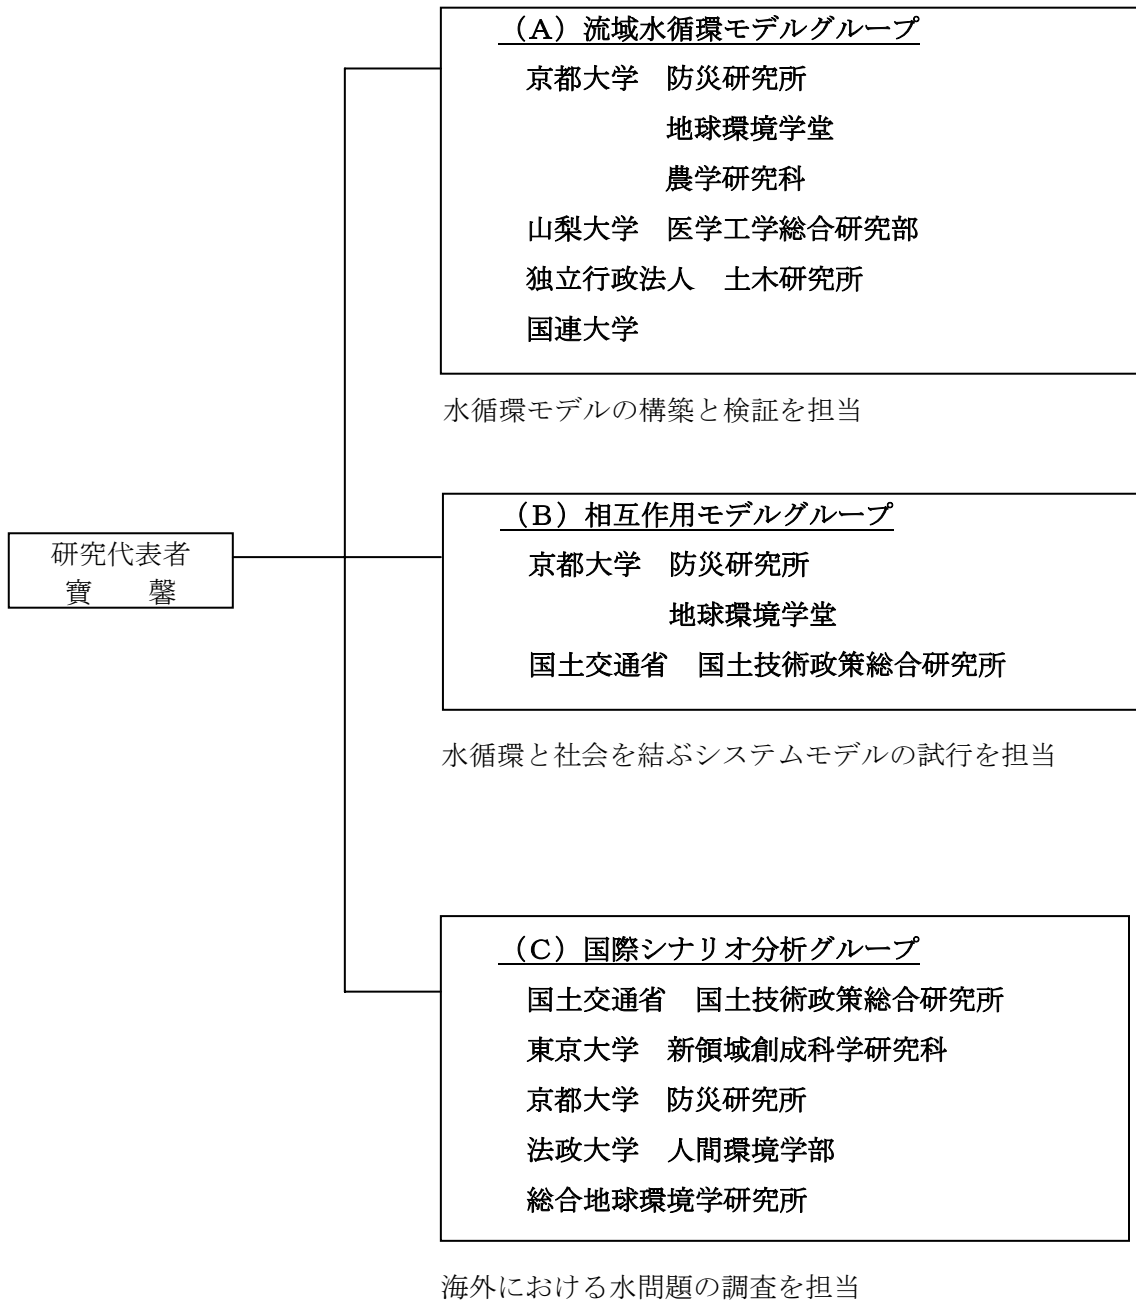 （A）流域水循環モデルグループ
京都大学　防災研究所
地球環境学堂
農学研究科
山梨大学　医学工学総合研究部
独立行政法人　土木研究所
国連大学
水循環モデルの構築と検証を担当
研究代表者
寶　　馨
（B）相互作用モデルグループ
京都大学　防災研究所
地球環境学堂
国土交通省　国土技術政策総合研究所
水循環と社会を結ぶシステムモデルの試行を担当
（C）国際シナリオ分析グループ
国土交通省　国土技術政策総合研究所
東京大学　新領域創成科学研究科
京都大学　防災研究所
法政大学　人間環境学部
総合地球環境学研究所
海外における水問題の調査を担当